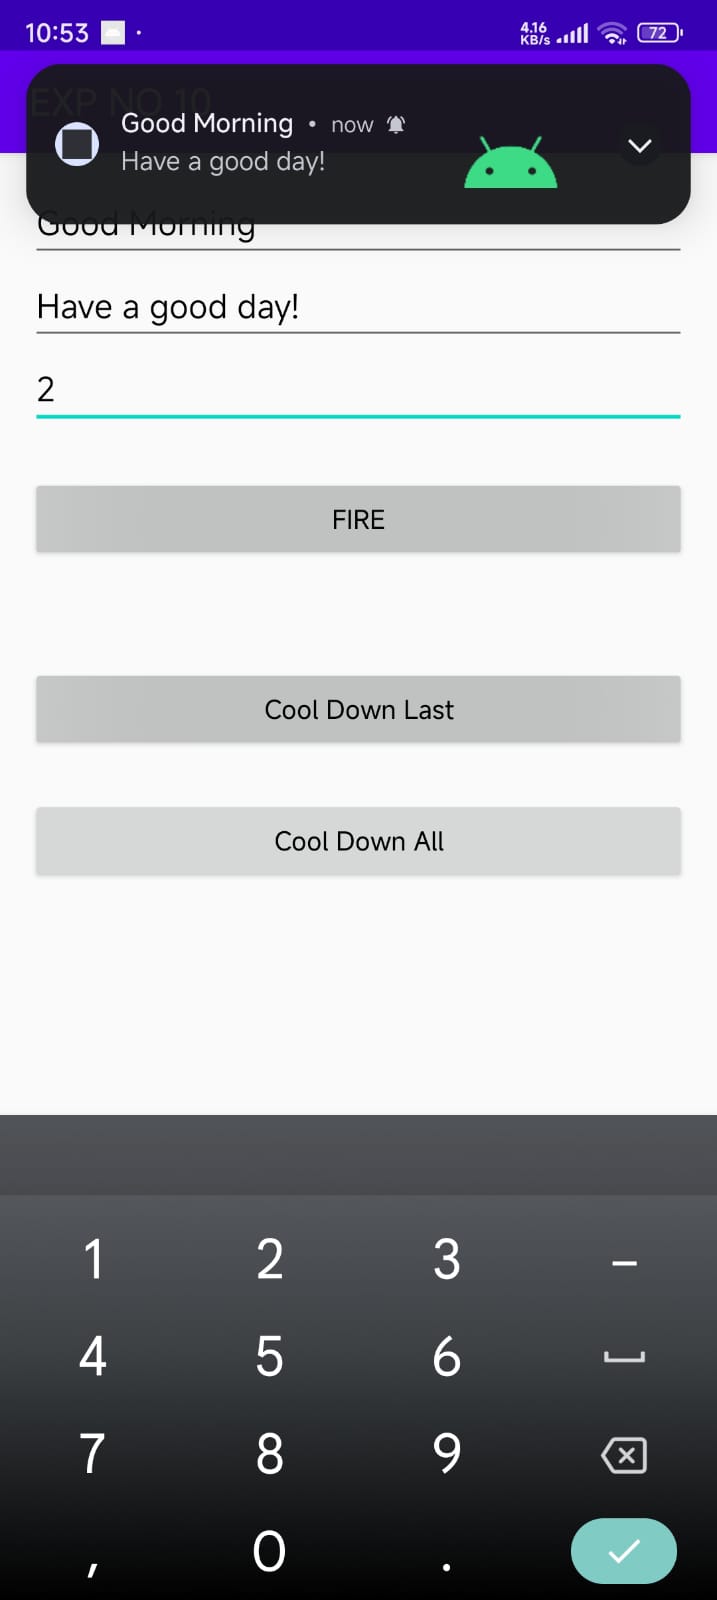 10:53 4.16 KB/s 72
EXP NO 10
Good Morning • now
Have a good day!
Good Morning
Have a good day!
2
FIRE
Cool Down Last
Cool Down All
1 2 3 –
4 5 6
7 8 9
, 0 .